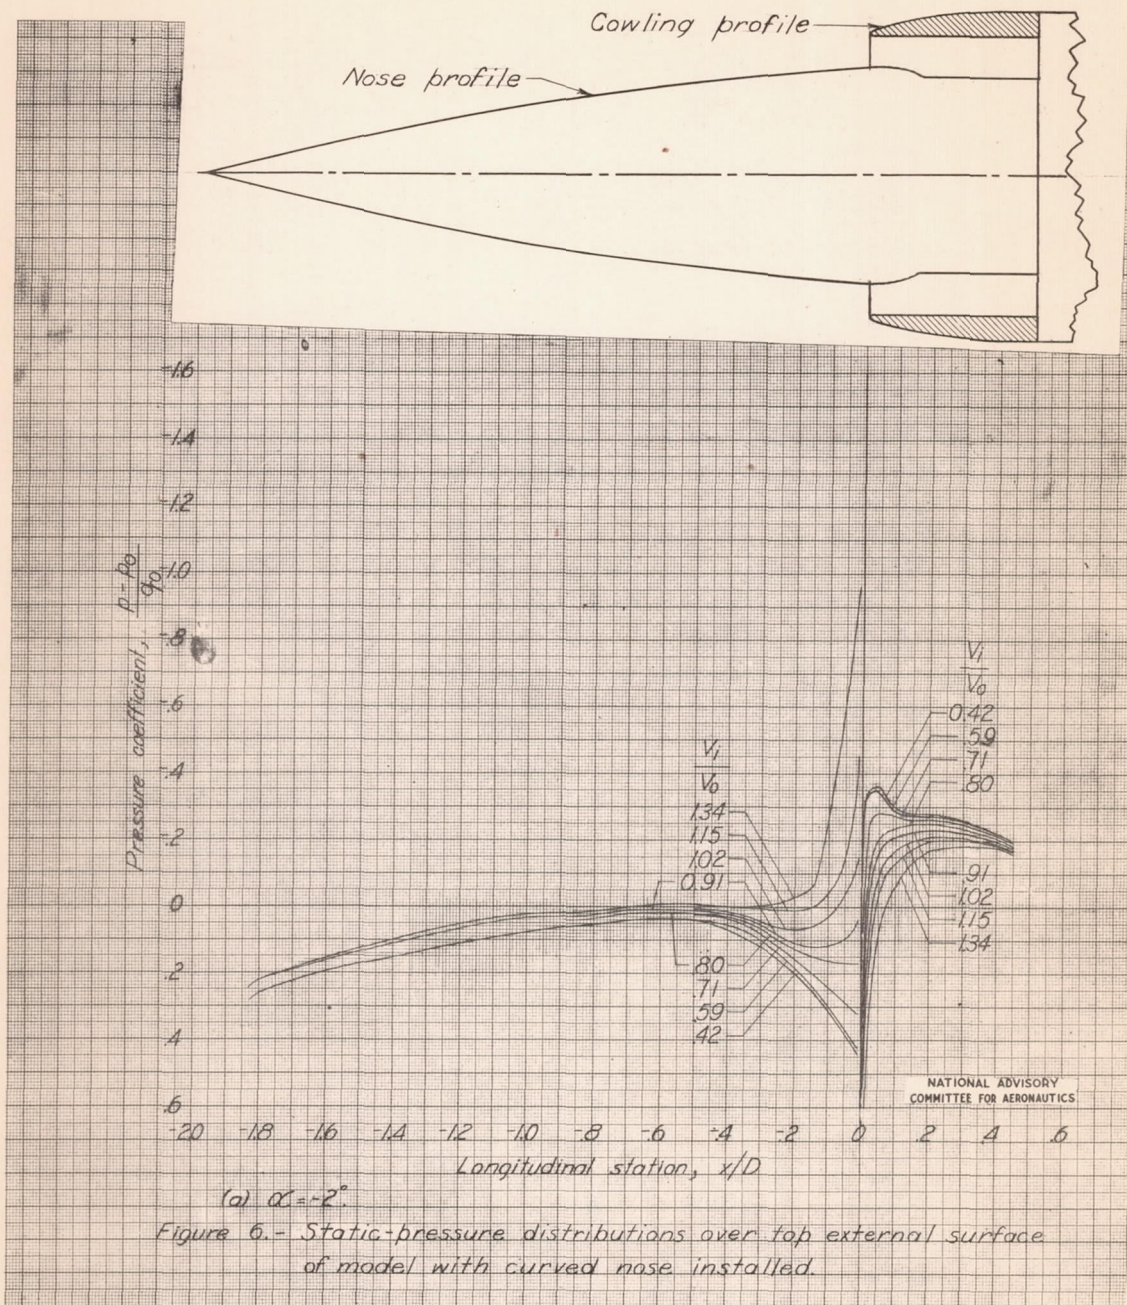 Cowling profile
Nose profile
-1.6
-1.4
-1.2
-1.0
-.8
-.6
-.4
-.2
0
.2
.4
.6
Pressure coefficient, p - p₀ / q₀
Vᵢ / V₀
0.42
.59
.71
.80
.91
1.02
1.15
1.34
Vᵢ / V₀
1.34
1.15
1.02
0.91
.80
.71
.59
.42
NATIONAL ADVISORY
COMMITTEE FOR AERONAUTICS
-2.0 -1.8 -1.6 -1.4 -1.2 -1.0 -.8 -.6 -.4 -.2 0 .2 .4 .6
Longitudinal station, x/D
(a) α = -2°.
Figure 6.- Static-pressure distributions over top external surface
of model with curved nose installed.